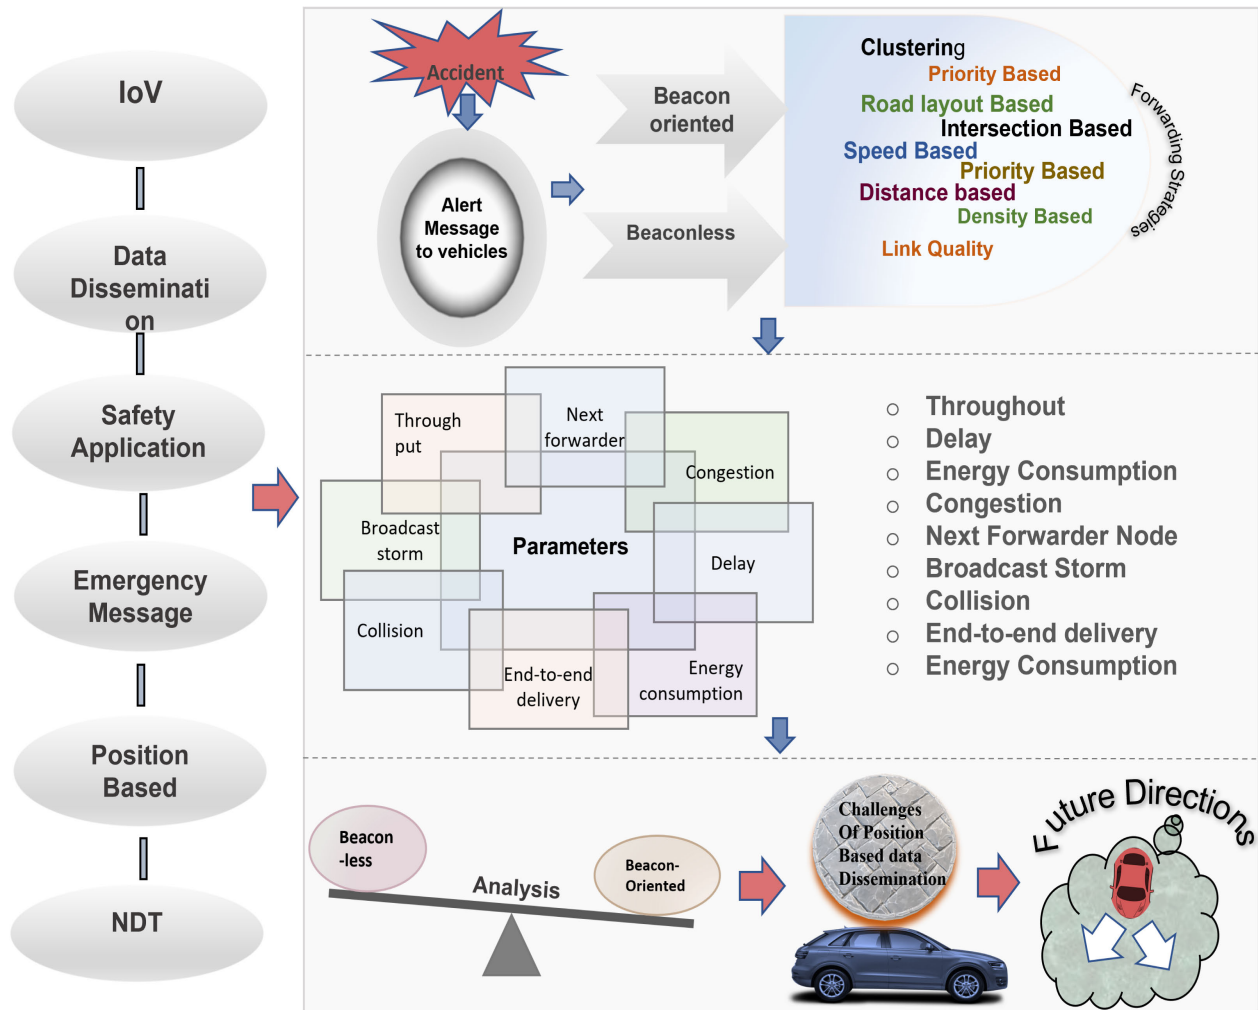 IoV
Data
Disseminati
on
Safety
Application
Emergency
Message
Position
Based
NDT
Accident
Alert
Message
to vehicles
Beacon
oriented
Beaconless
Clustering
Priority Based
Road layout Based
Intersection Based
Speed Based
Priority Based
Distance based
Density Based
Link Quality
Forwarding Strategies
Through
put
Next
forwarder
Congestion
Broadcast
storm
Parameters
Delay
Collision
End-to-end
delivery
Energy
consumption
o Throughout
o Delay
o Energy Consumption
o Congestion
o Next Forwarder Node
o Broadcast Storm
o Collision
o End-to-end delivery
o Energy Consumption
Beacon
-less
Analysis
Beacon-
Oriented
Challenges
Of Position
Based data
Dissemination
Future Directions